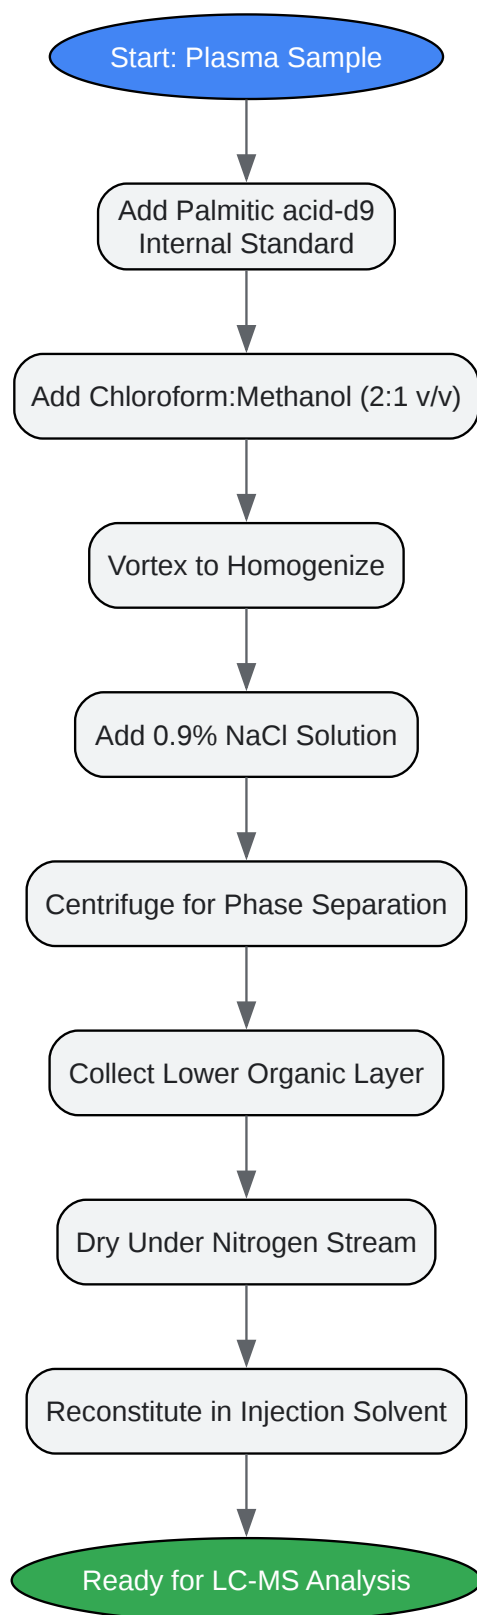 Start: Plasma Sample
Add Palmitic acid-d9
Internal Standard
Add Chloroform:Methanol (2:1 v/v)
Vortex to Homogenize
Add 0.9% NaCl Solution
Centrifuge for Phase Separation
Collect Lower Organic Layer
Dry Under Nitrogen Stream
Reconstitute in Injection Solvent
Ready for LC-MS Analysis